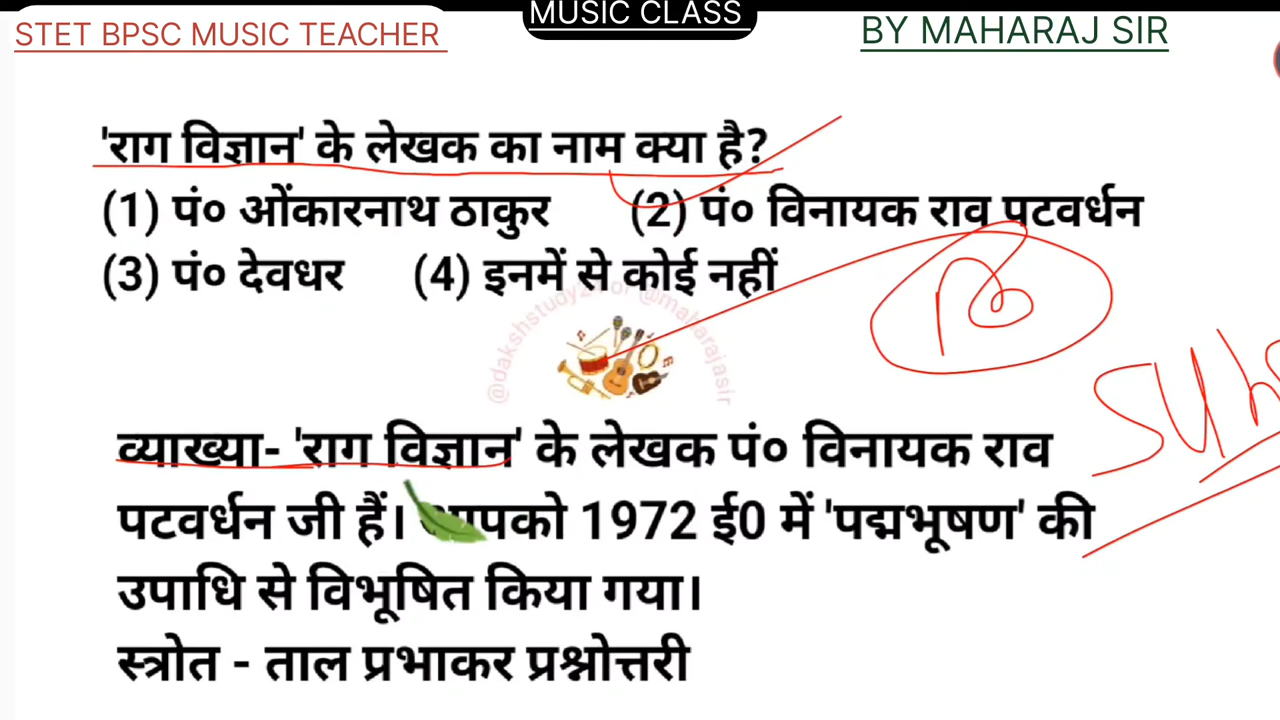 MUSIC CLASS
STET BPSC MUSIC TEACHER
BY MAHARAJ SIR
'राग विज्ञान' के लेखक का नाम क्या है?
(1) पं० ओंकारनाथ ठाकुर (2) पं० विनायक राव पटवर्धन
(3) पं० देवधर (4) इनमें से कोई नहीं
व्याख्या- 'राग विज्ञान' के लेखक पं० विनायक राव
पटवर्धन जी हैं। 1972 ई0 में 'पद्मभूषण' की
उपाधि से विभूषित किया गया।
स्त्रोत - ताल प्रभाकर प्रश्नोत्तरी